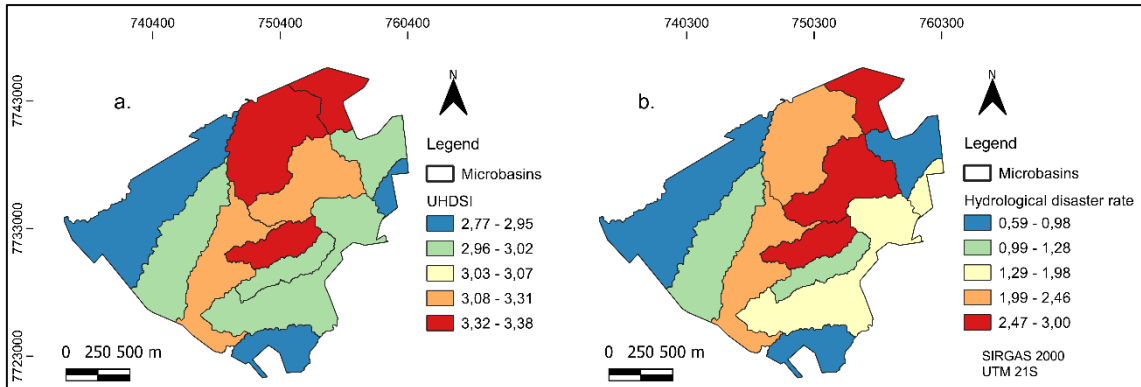 740400 750400 760400
7743000
7733000
7723000
a.
N
Legend
Microbasins
UHDSI
2,77 - 2,95
2,96 - 3,02
3,03 - 3,07
3,08 - 3,31
3,32 - 3,38
0 250 500 m
740300 750300 760300
b.
N
Legend
Microbasins
Hydrological disaster rate
0,59 - 0,98
0,99 - 1,28
1,29 - 1,98
1,99 - 2,46
2,47 - 3,00
0 250 500 m
SIRGAS 2000
UTM 21S